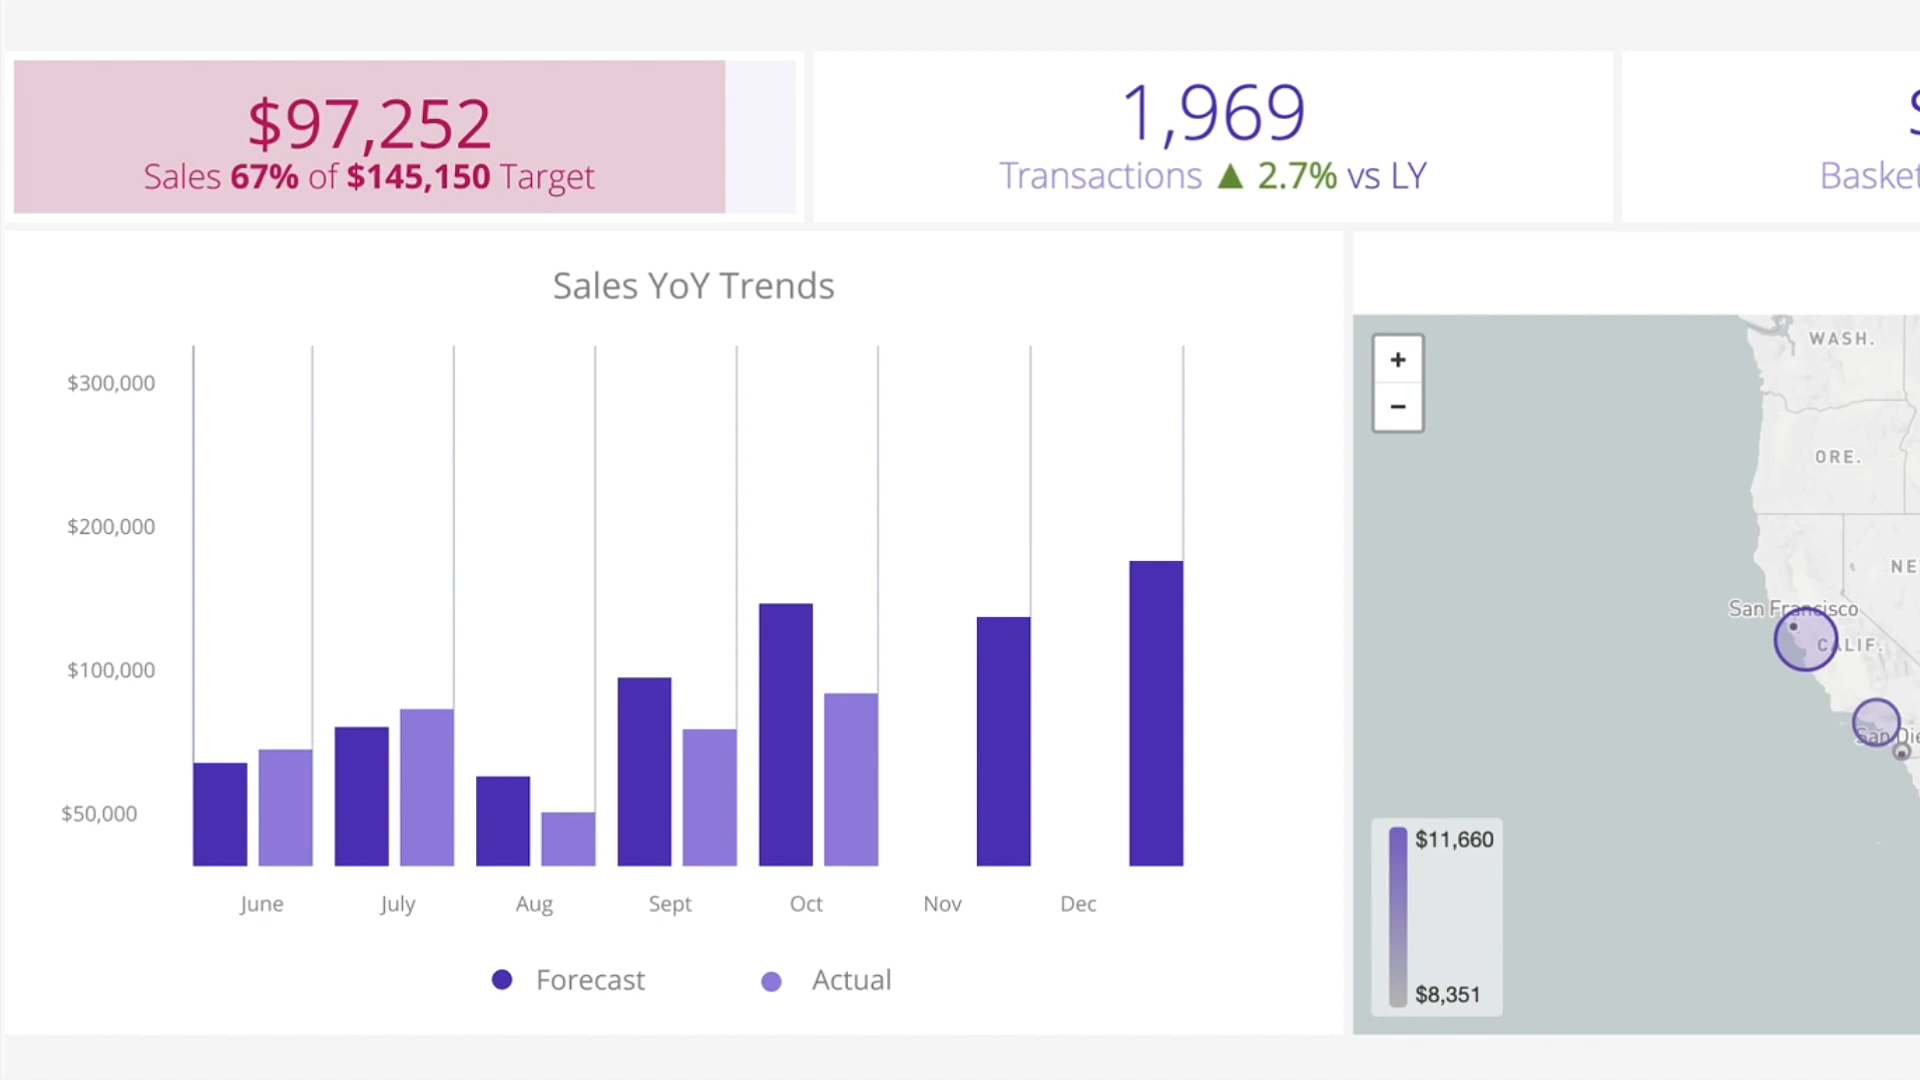 $97,252
Sales 67% of $145,150 Target
1,969
Transactions ▲ 2.7% vs LY
Sales YoY Trends
$300,000
$200,000
$100,000
$50,000
June July Aug Sept Oct Nov Dec
Forecast Actual
+
−
WASH.
ORE.
San Francisco
CALIF.
$11,660
$8,351